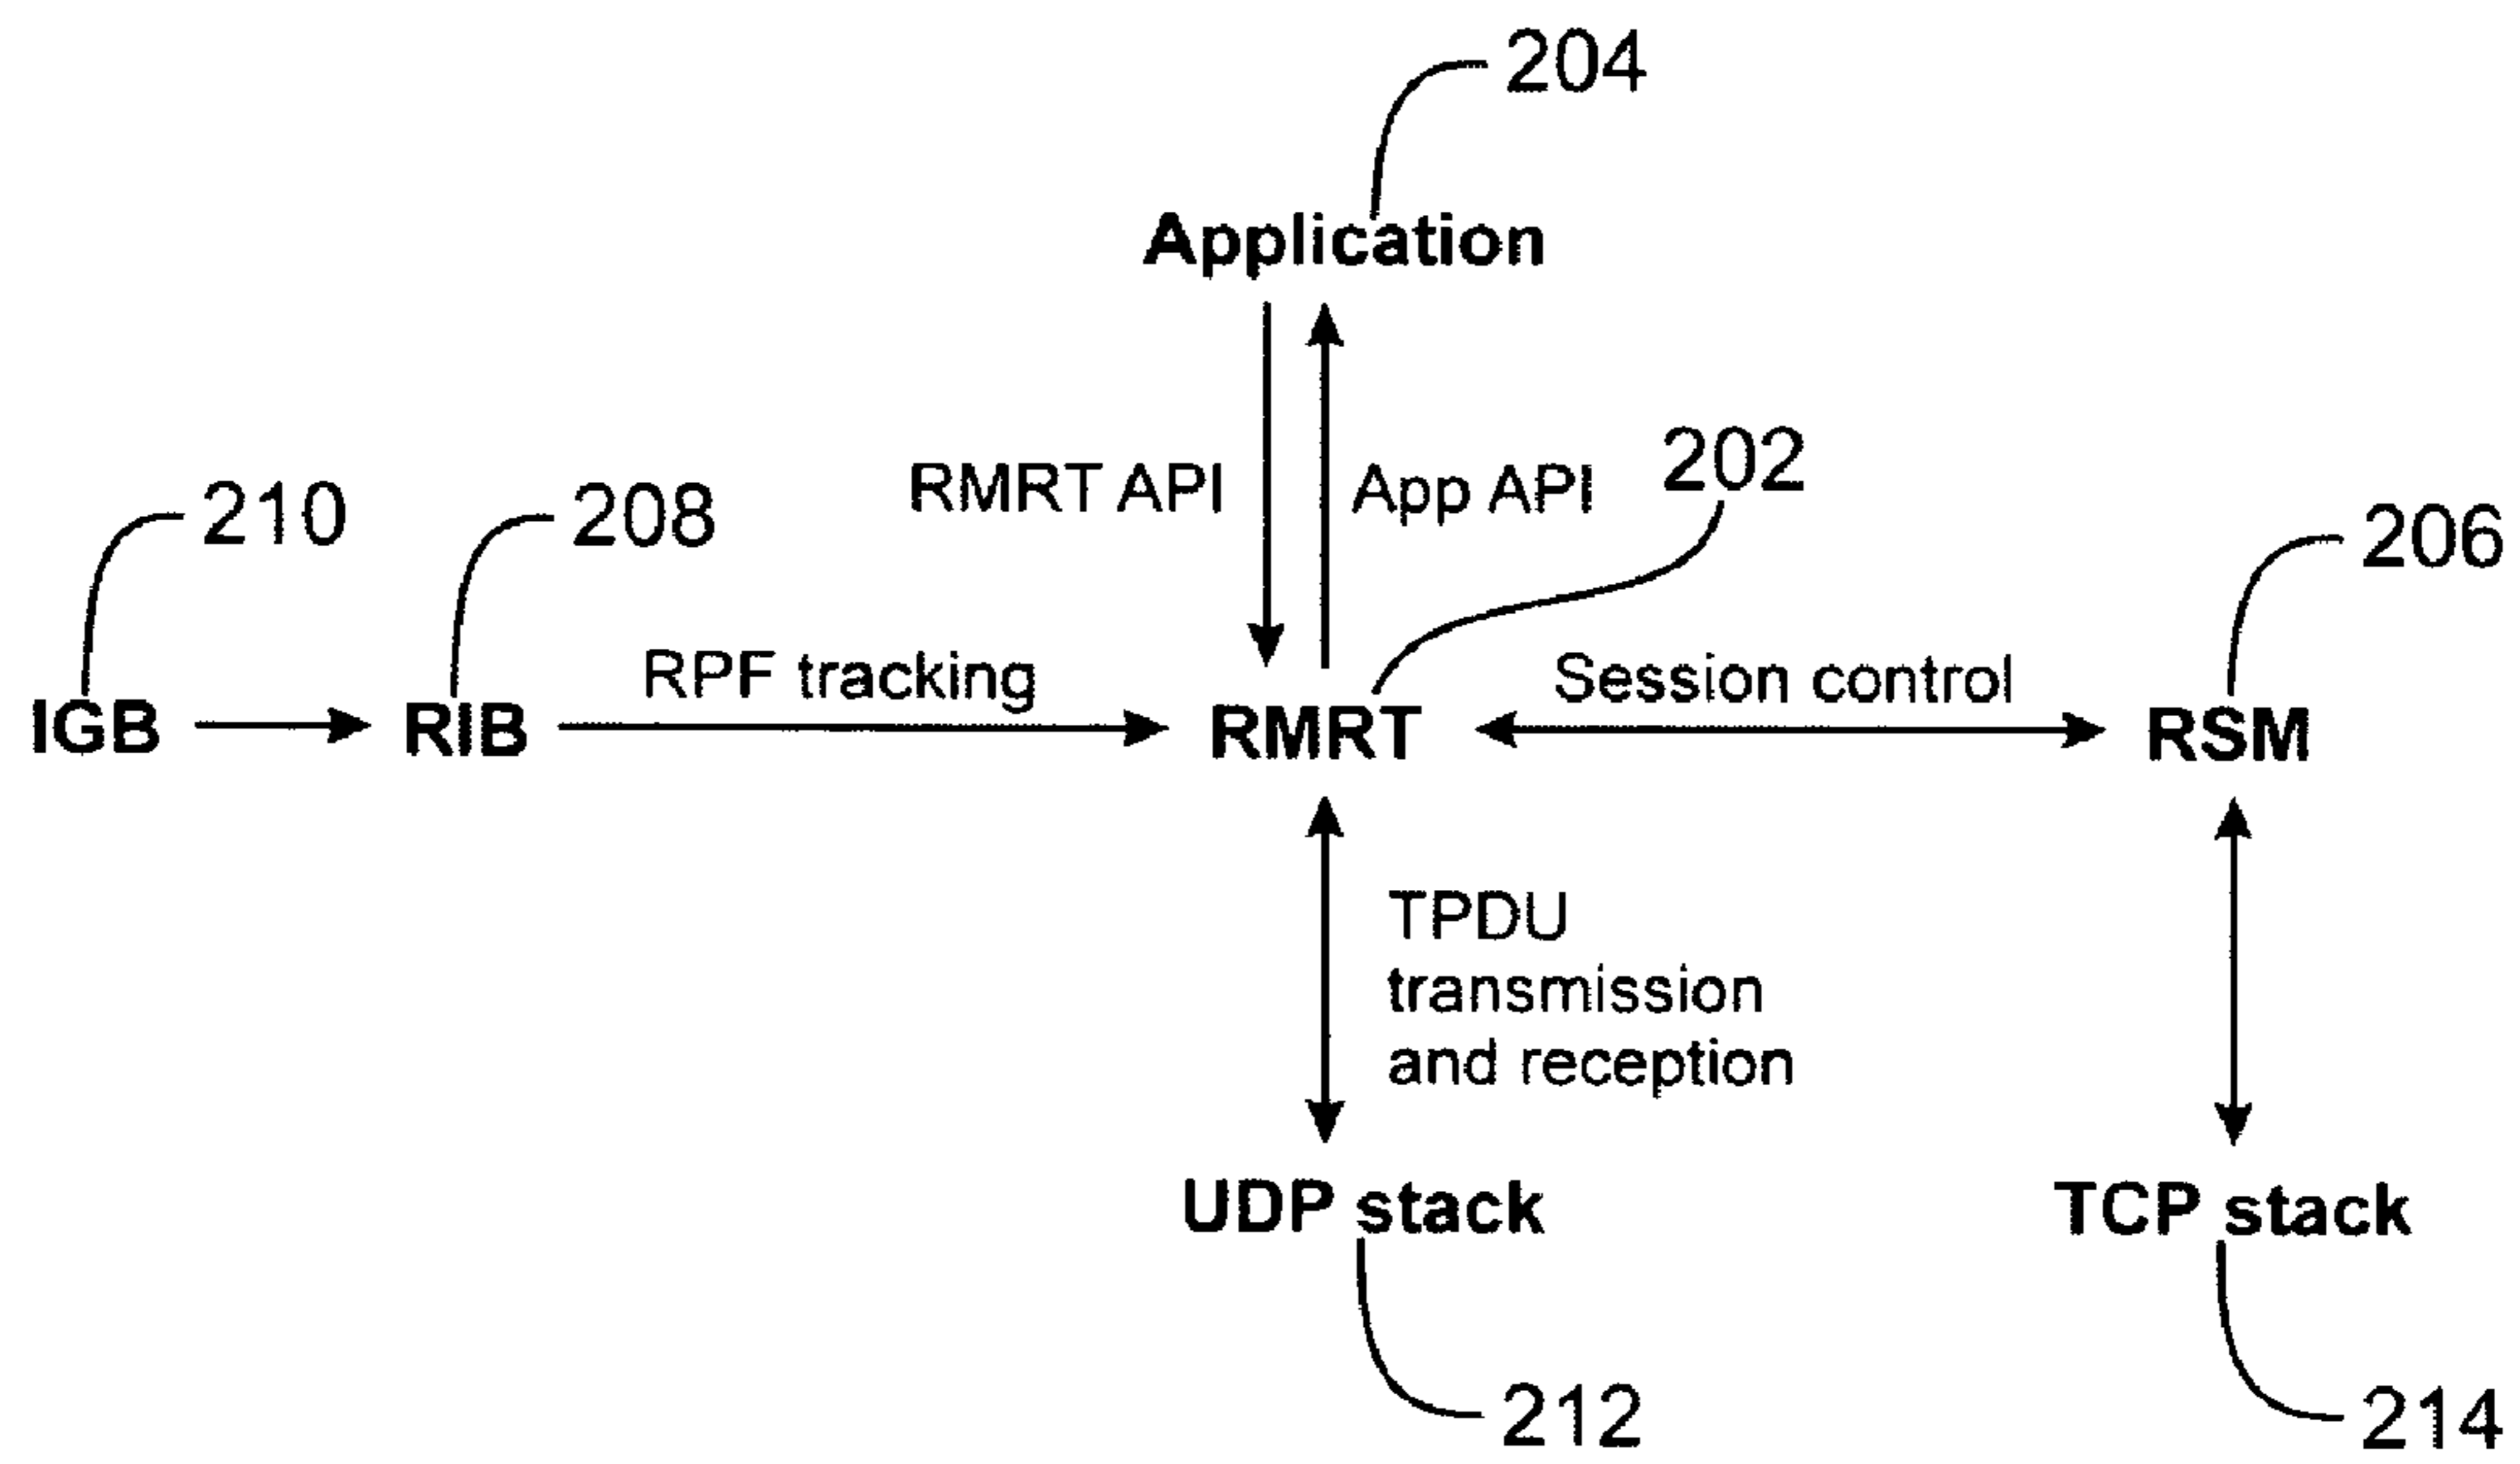 204
Application
RMRT API
App API
202
210
208
206
RPF tracking
Session control
IGB
RIB
RMRT
RSM
TPDU
transmission
and reception
UDP stack
TCP stack
212
214